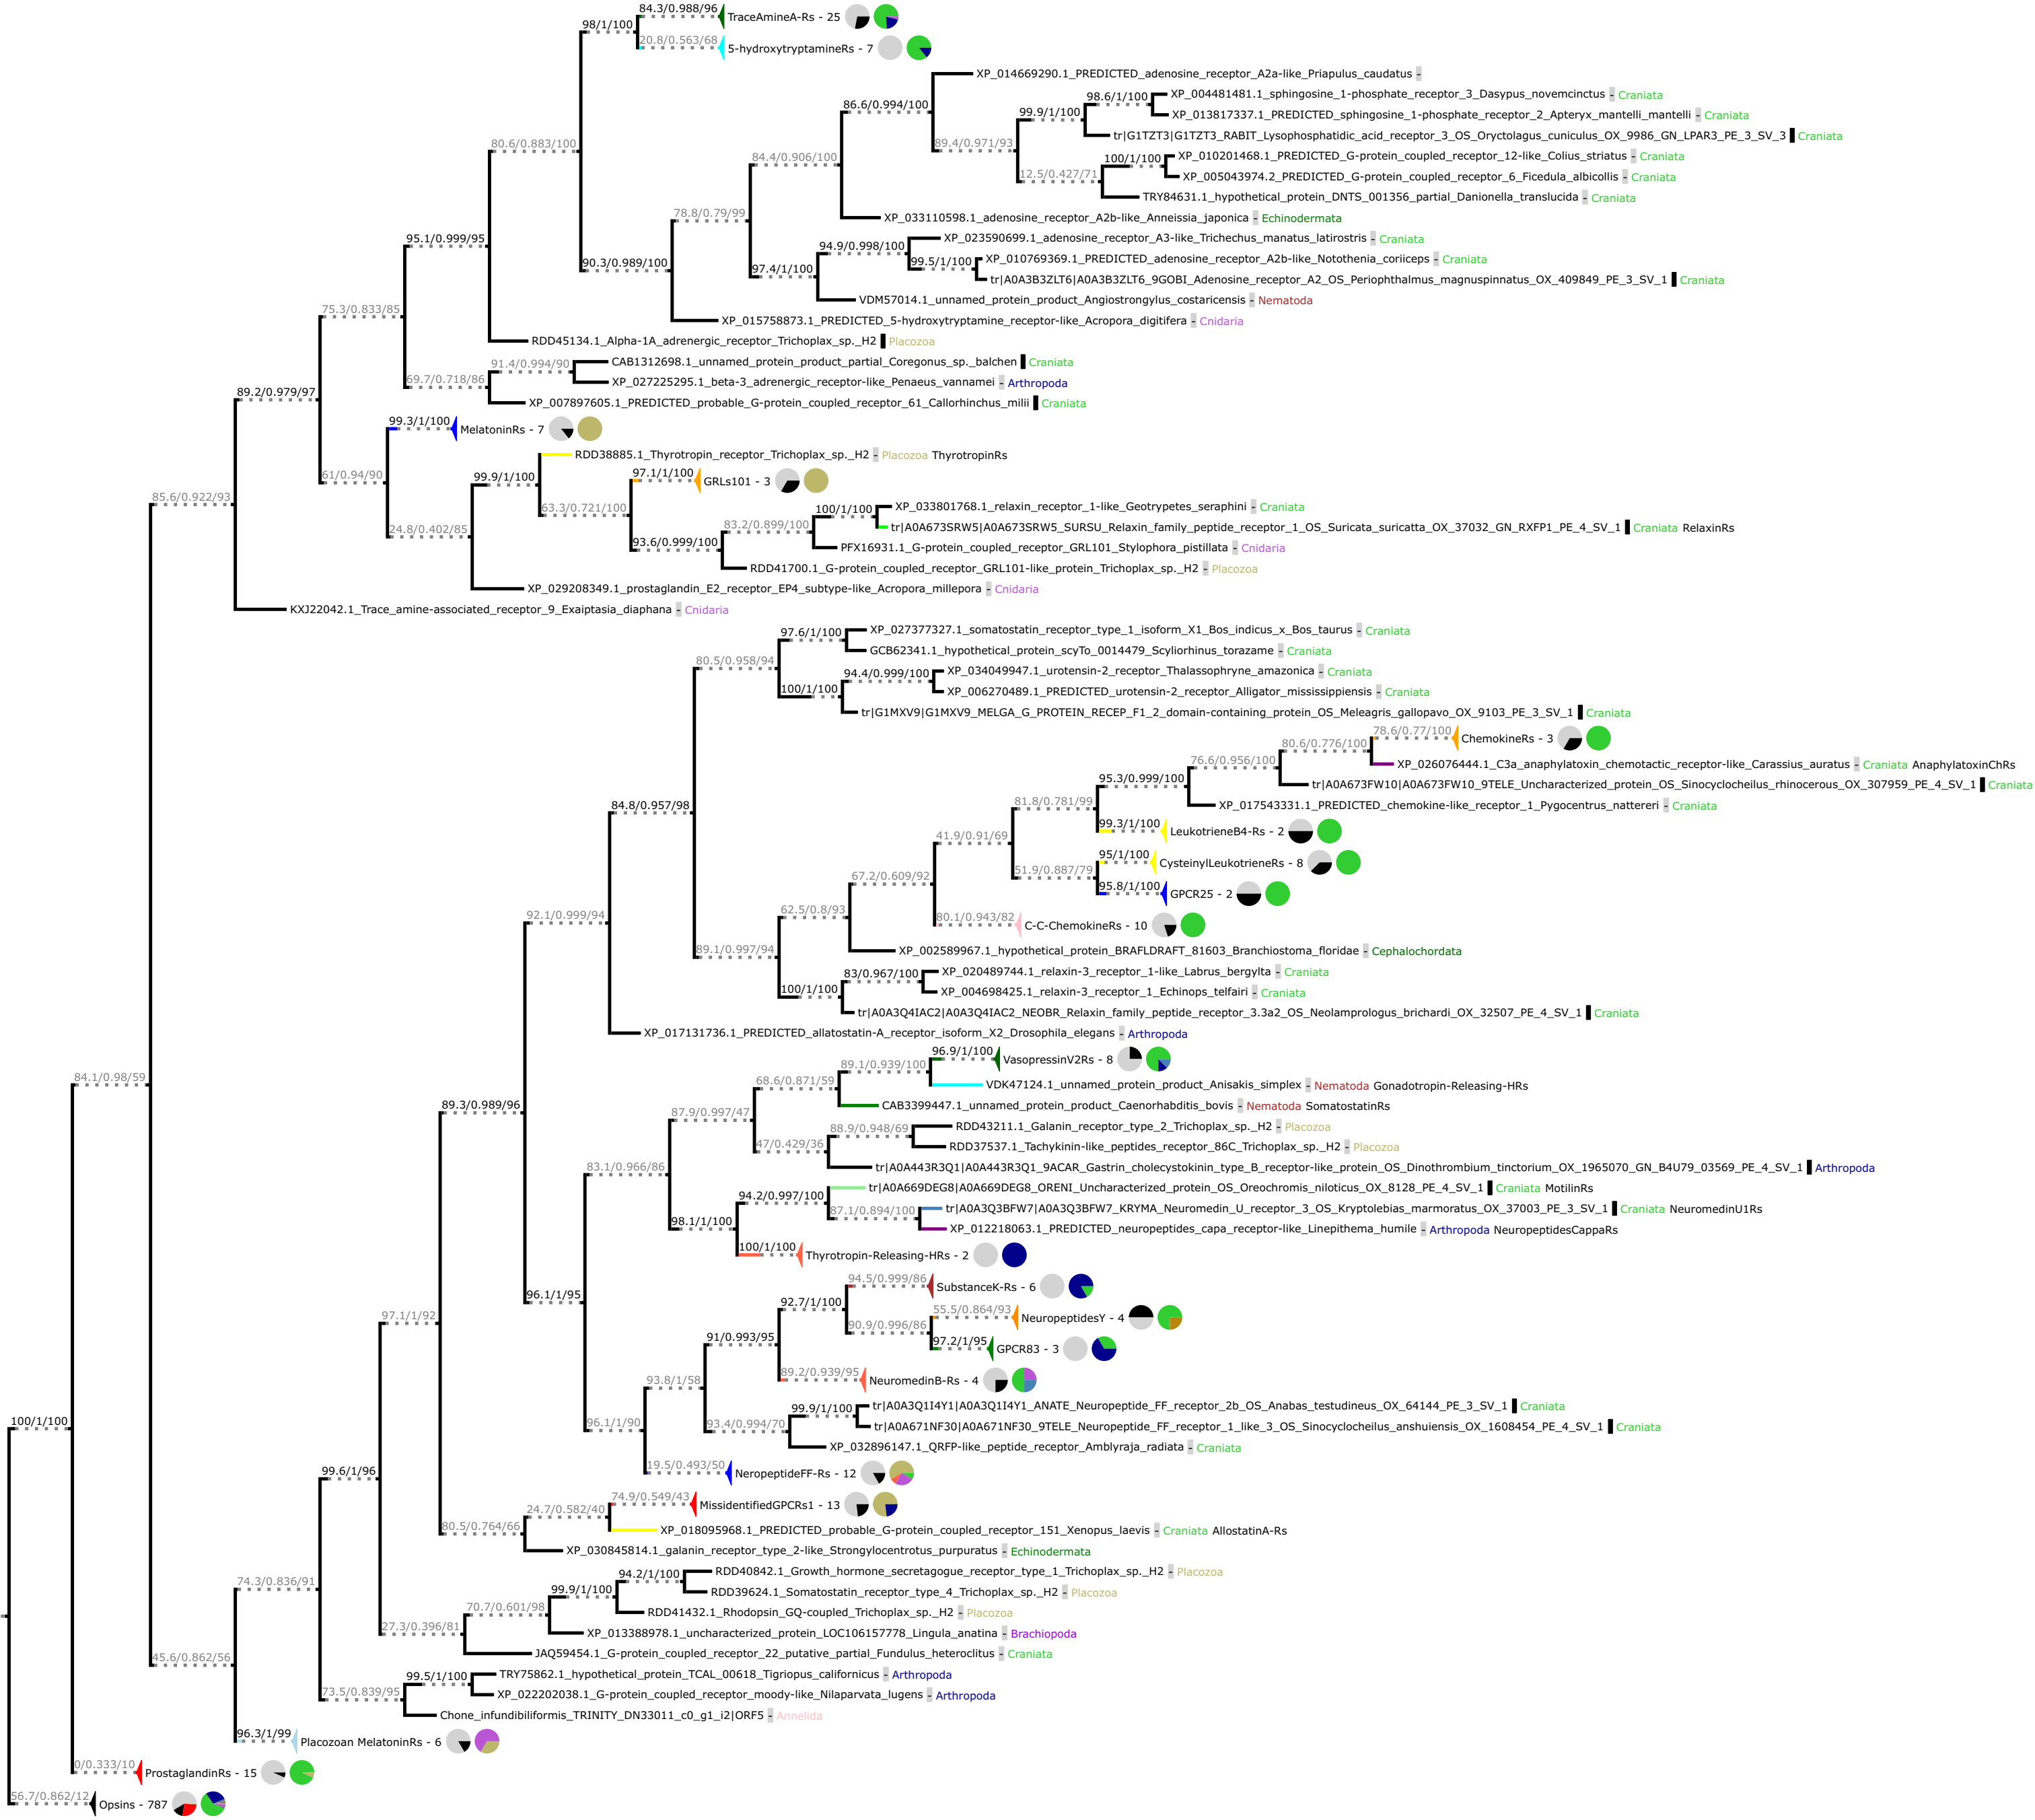 84.3/0.988/96
TraceAmineA-Rs - 25
98/1/100
20.8/0.563/68
5-hydroxytryptamineRs - 7
XP_014669290.1_PREDICTED_adenosine_receptor_A2a-like_Priapulus_caudatus -
86.6/0.994/100
98.6/1/100
XP_004481481.1_sphingosine_1-phosphate_receptor_3_Dasypus_novemcinctus - Craniata
99.9/1/100
XP_013817337.1_PREDICTED_sphingosine_1-phosphate_receptor_2_Apteryx_mantelli_mantelli - Craniata
tr|G1TZT3|G1TZT3_RABIT_Lysophosphatidic_acid_receptor_3_OS_Oryctolagus_cuniculus_OX_9986_GN_LPAR3_PE_3_SV_3 Craniata
80.6/0.883/100
89.4/0.971/93
84.4/0.906/100
100/1/100
XP_010201468.1_PREDICTED_G-protein_coupled_receptor_12-like_Colius_striatus - Craniata
12.5/0.427/71
XP_005043974.2_PREDICTED_G-protein_coupled_receptor_6_Ficedula_albicollis - Craniata
TRY84631.1_hypothetical_protein_DNTS_001356_partial_Danionella_translucida - Craniata
78.8/0.79/99
XP_033110598.1_adenosine_receptor_A2b-like_Anneissia_japonica - Echinodermata
95.1/0.999/95
94.9/0.998/100
XP_023590699.1_adenosine_receptor_A3-like_Trichechus_manatus_latirostris - Craniata
90.3/0.989/100
97.4/1/100
99.5/1/100
XP_010769369.1_PREDICTED_adenosine_receptor_A2b-like_Notothenia_coriiceps - Craniata
tr|A0A3B3ZLT6|A0A3B3ZLT6_9GOBI_Adenosine_receptor_A2_OS_Periophthalmus_magnuspinnatus_OX_409849_PE_3_SV_1 Craniata
VDM57014.1_unnamed_protein_product_Angiostrongylus_costaricensis - Nematoda
75.3/0.833/85
XP_015758873.1_PREDICTED_5-hydroxytryptamine_receptor-like_Acropora_digitifera - Cnidaria
RDD45134.1_Alpha-1A_adrenergic_receptor_Trichoplax_sp._H2 Placozoa
91.4/0.994/90
CAB1312698.1_unnamed_protein_product_partial_Coregonus_sp._balchen Craniata
69.7/0.718/86
XP_027225295.1_beta-3_adrenergic_receptor-like_Penaeus_vannamei - Arthropoda
89.2/0.979/97
XP_007897605.1_PREDICTED_probable_G-protein_coupled_receptor_61_Callorhinchus_milii Craniata
99.3/1/100
MelatoninRs - 7
RDD38885.1_Thyrotropin_receptor_Trichoplax_sp._H2 - Placozoa ThyrotropinRs
61/0.94/90
99.9/1/100
97.1/1/100
GRLs101 - 3
85.6/0.922/93
63.3/0.721/100
XP_033801768.1_relaxin_receptor_1-like_Geotrypetes_seraphini - Craniata
83.2/0.899/100
100/1/100
tr|A0A673SRW5|A0A673SRW5_SURSU_Relaxin_family_peptide_receptor_1_OS_Suricata_suricatta_OX_37032_GN_RXFP1_PE_4_SV_1 Craniata RelaxinRs
24.8/0.402/85
93.6/0.999/100
PFX16931.1_G-protein_coupled_receptor_GRL101_Stylophora_pistillata - Cnidaria
RDD41700.1_G-protein_coupled_receptor_GRL101-like_protein_Trichoplax_sp._H2 - Placozoa
XP_029208349.1_prostaglandin_E2_receptor_EP4_subtype-like_Acropora_millepora - Cnidaria
KXJ22042.1_Trace_amine-associated_receptor_9_Exaiptasia_diaphana - Cnidaria
97.6/1/100
XP_027377327.1_somatostatin_receptor_type_1_isoform_X1_Bos_indicus_x_Bos_taurus - Craniata
80.5/0.958/94
GCB62341.1_hypothetical_protein_scyTo_0014479_Scyliorhinus_torazame - Craniata
94.4/0.999/100
XP_034049947.1_urotensin-2_receptor_Thalassophryne_amazonica - Craniata
100/1/100
XP_006270489.1_PREDICTED_urotensin-2_receptor_Alligator_mississippiensis - Craniata
tr|G1MXV9|G1MXV9_MELGA_G_PROTEIN_RECEP_F1_2_domain-containing_protein_OS_Meleagris_gallopavo_OX_9103_PE_3_SV_1 Craniata
78.6/0.77/100
ChemokineRs - 3
80.6/0.776/100
76.6/0.956/100
XP_026076444.1_C3a_anaphylatoxin_chemotactic_receptor-like_Carassius_auratus - Craniata AnaphylatoxinChRs
95.3/0.999/100
tr|A0A673FW10|A0A673FW10_9TELE_Uncharacterized_protein_OS_Sinocyclocheilus_rhinocerous_OX_307959_PE_4_SV_1 Craniata
84.8/0.957/98
81.8/0.781/99
XP_017543331.1_PREDICTED_chemokine-like_receptor_1_Pygocentrus_nattereri - Craniata
41.9/0.91/69
99.3/1/100
LeukotrieneB4-Rs - 2
95/1/100
CysteinylLeukotrieneRs - 8
67.2/0.609/92
51.9/0.887/79
95.8/1/100
GPCR25 - 2
92.1/0.999/94
62.5/0.8/93
80.1/0.943/82
C-C-ChemokineRs - 10
89.1/0.997/94
XP_002589967.1_hypothetical_protein_BRAFLDRAFT_81603_Branchiostoma_floridae - Cephalochordata
83/0.967/100
XP_020489744.1_relaxin-3_receptor_1-like_Labrus_bergylta - Craniata
100/1/100
XP_004698425.1_relaxin-3_receptor_1_Echinops_telfairi - Craniata
tr|A0A3Q4IAC2|A0A3Q4IAC2_NEOBR_Relaxin_family_peptide_receptor_3.3a2_OS_Neolamprologus_brichardi_OX_32507_PE_4_SV_1 Craniata
XP_017131736.1_PREDICTED_allatostatin-A_receptor_isoform_X2_Drosophila_elegans - Arthropoda
96.9/1/100
VasopressinV2Rs - 8
84.1/0.98/59
89.1/0.939/100
68.6/0.871/59
VDK47124.1_unnamed_protein_product_Anisakis_simplex - Nematoda Gonadotropin-Releasing-HRs
89.3/0.989/96
CAB3399447.1_unnamed_protein_product_Caenorhabditis_bovis - Nematoda SomatostatinRs
87.9/0.997/47
88.9/0.948/69
RDD43211.1_Galanin_receptor_type_2_Trichoplax_sp._H2 - Placozoa
47/0.429/36
RDD37537.1_Tachykinin-like_peptides_receptor_86C_Trichoplax_sp._H2 - Placozoa
83.1/0.966/86
tr|A0A443R3Q1|A0A443R3Q1_9ACAR_Gastrin_cholecystokinin_type_B_receptor-like_protein_OS_Dinothrombium_tinctorium_OX_1965070_GN_B4U79_03569_PE_4_SV_1 Arthropoda
94.2/0.997/100
tr|A0A669DEG8|A0A669DEG8_ORENI_Uncharacterized_protein_OS_Oreochromis_niloticus_OX_8128_PE_4_SV_1 Craniata MotilinRs
98.1/1/100
87.1/0.894/100
tr|A0A3Q3BFW7|A0A3Q3BFW7_KRYMA_Neuromedin_U_receptor_3_OS_Kryptolebias_marmoratus_OX_37003_PE_3_SV_1 Craniata NeuromedinU1Rs
XP_012218063.1_PREDICTED_neuropeptides_capa_receptor-like_Linepithema_humile - Arthropoda NeuropeptidesCappaRs
100/1/100
Thyrotropin-Releasing-HRs - 2
96.1/1/95
94.5/0.999/86
SubstanceK-Rs - 6
92.7/1/100
55.5/0.864/93
NeuropeptidesY - 4
97.1/1/92
90.9/0.996/86
91/0.993/95
97.2/1/95
GPCR83 - 3
89.2/0.939/95
NeuromedinB-Rs - 4
93.8/1/58
99.9/1/100
tr|A0A3Q1I4Y1|A0A3Q1I4Y1_ANATE_Neuropeptide_FF_receptor_2b_OS_Anabas_testudineus_OX_64144_PE_3_SV_1 Craniata
100/1/100
96.1/1/90
93.4/0.994/70
tr|A0A671NF30|A0A671NF30_9TELE_Neuropeptide_FF_receptor_1_like_3_OS_Sinocyclocheilus_anshuiensis_OX_1608454_PE_4_SV_1 Craniata
XP_032896147.1_QRFP-like_peptide_receptor_Amblyraja_radiata - Craniata
99.6/1/96
19.5/0.493/50
NeropeptideFF-Rs - 12
74.9/0.549/43
MissidentifiedGPCRs1 - 13
24.7/0.582/40
80.5/0.764/66
XP_018095968.1_PREDICTED_probable_G-protein_coupled_receptor_151_Xenopus_laevis - Craniata AllostatinA-Rs
XP_030845814.1_galanin_receptor_type_2-like_Strongylocentrotus_purpuratus - Echinodermata
94.2/1/100
RDD40842.1_Growth_hormone_secretagogue_receptor_type_1_Trichoplax_sp._H2 - Placozoa
74.3/0.836/91
99.9/1/100
RDD39624.1_Somatostatin_receptor_type_4_Trichoplax_sp._H2 - Placozoa
70.7/0.601/98
RDD41432.1_Rhodopsin_GQ-coupled_Trichoplax_sp._H2 - Placozoa
27.3/0.396/81
XP_013388978.1_uncharacterized_protein_LOC106157778_Lingula_anatina - Brachiopoda
45.6/0.862/56
JAQ59454.1_G-protein_coupled_receptor_22_putative_partial_Fundulus_heteroclitus - Craniata
99.5/1/100
TRY75862.1_hypothetical_protein_TCAL_00618_Tigriopus_californicus - Arthropoda
73.5/0.839/95
XP_022202038.1_G-protein_coupled_receptor_moody-like_Nilaparvata_lugens - Arthropoda
Chone_infundibiliformis_TRINITY_DN33011_c0_g1_i2|ORF5 - Annelida
96.3/1/99
Placozoan MelatoninRs - 6
0/0.333/10
ProstaglandinRs - 15
56.7/0.862/12
Opsins - 787